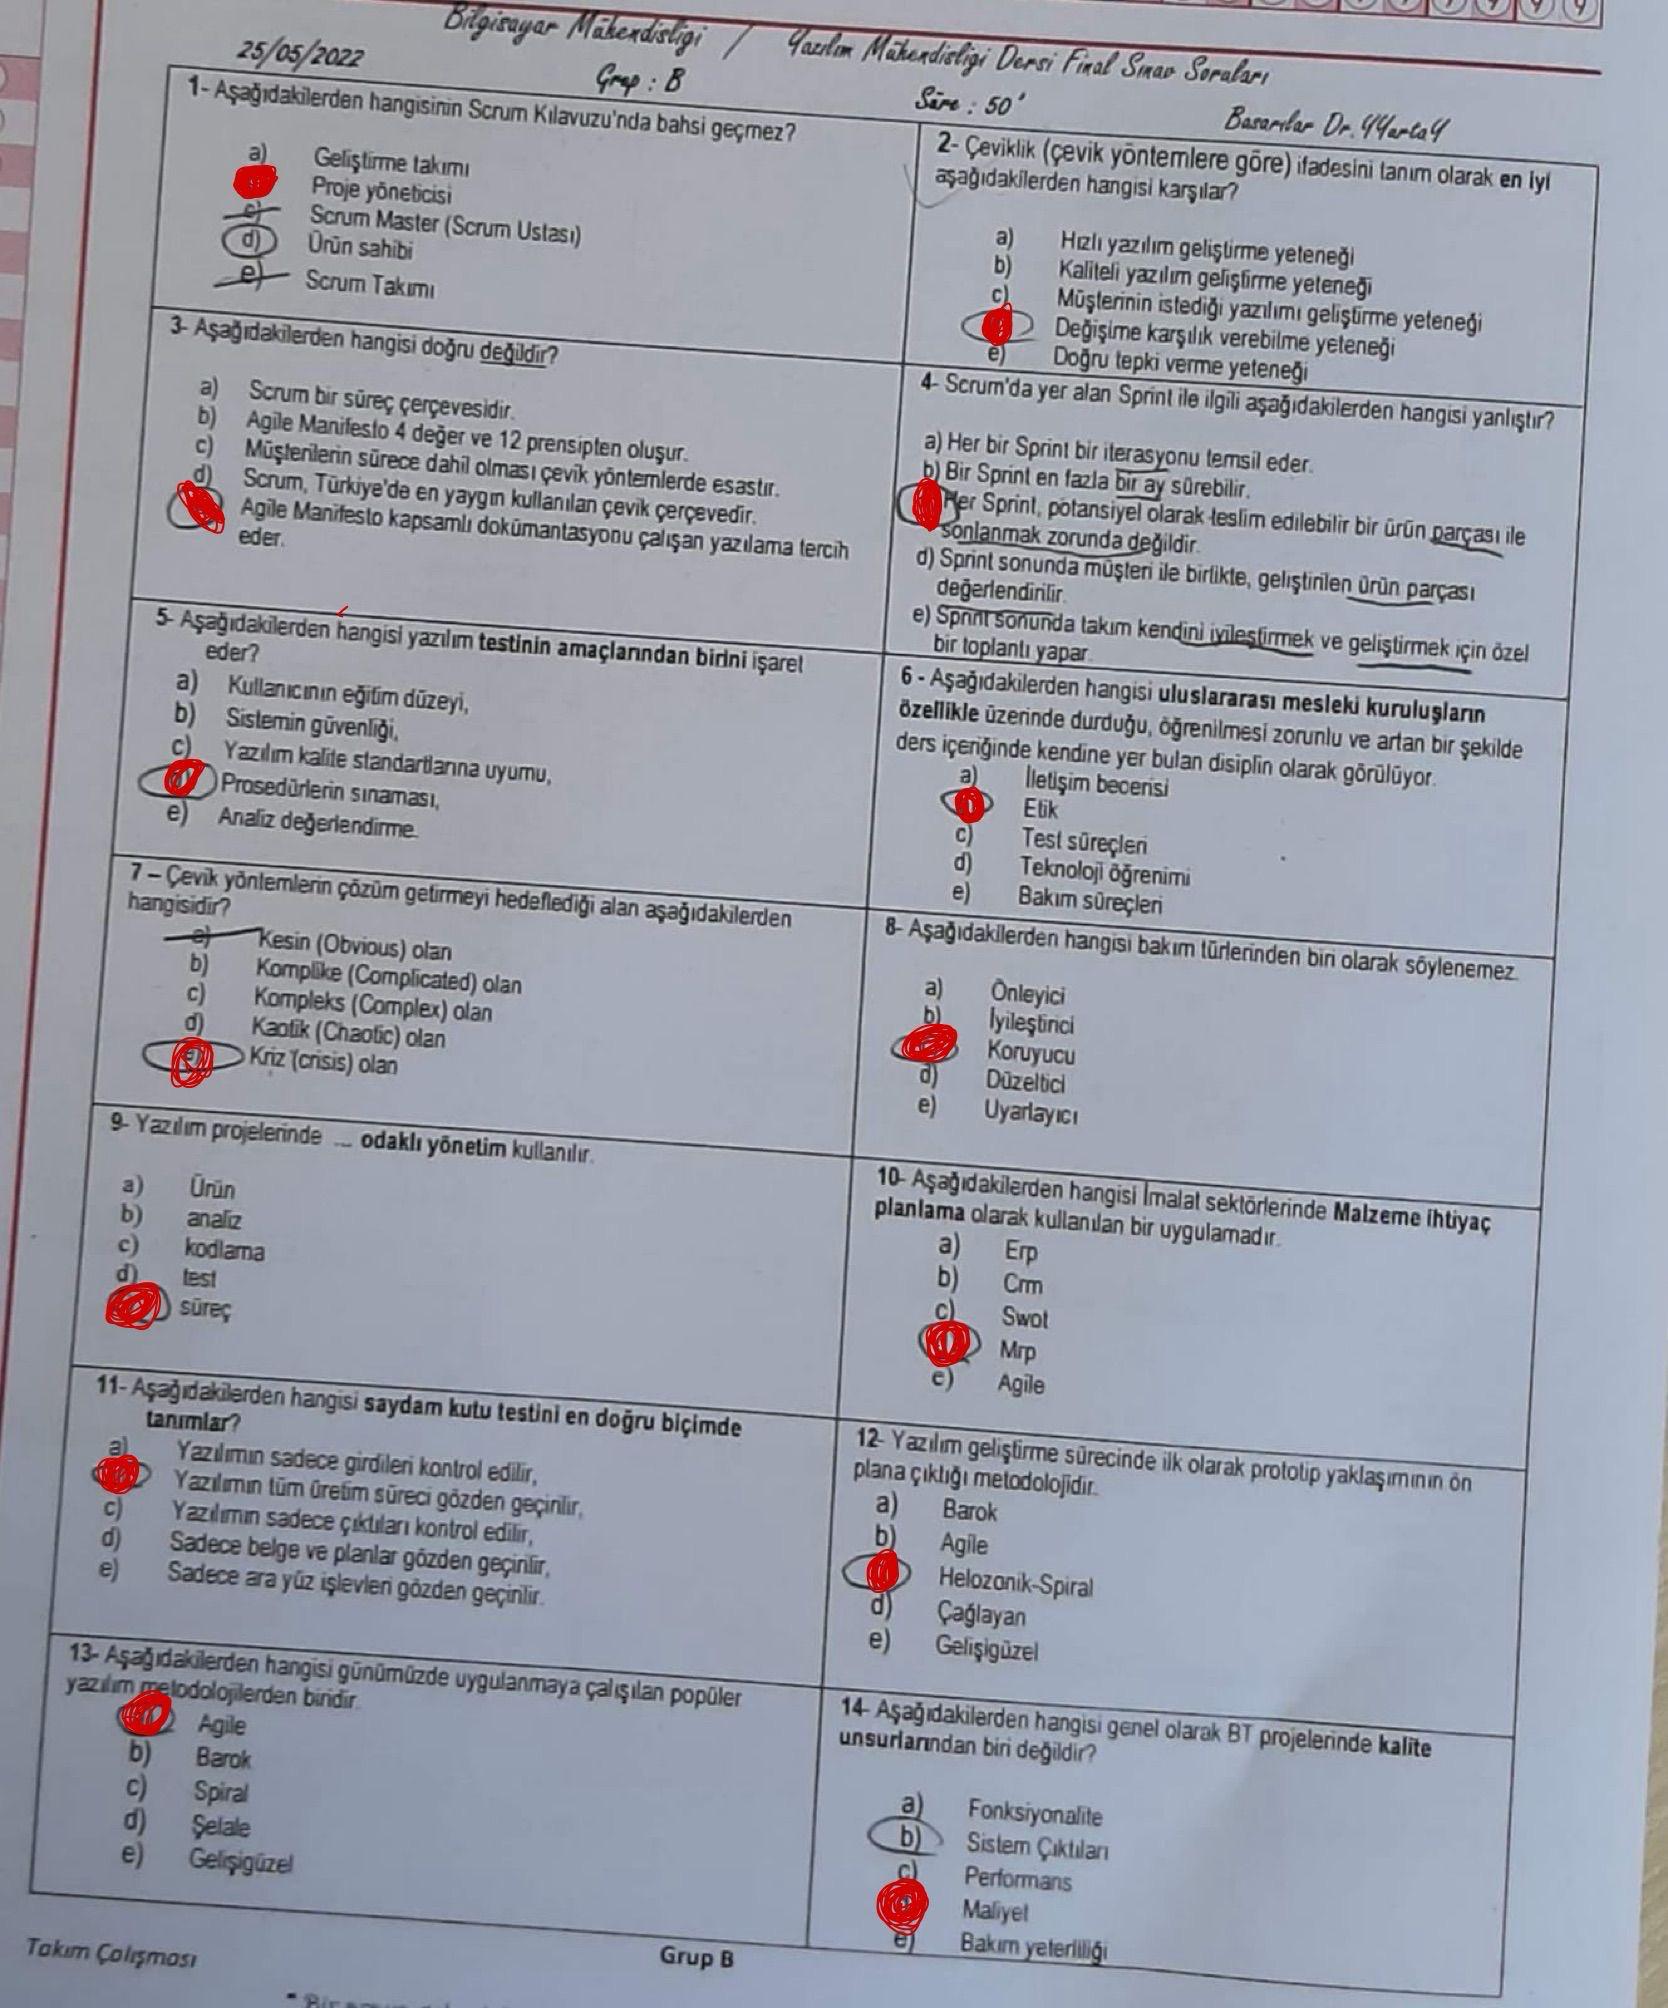 Bilgisayar Mühendisligi / Yazılım Mühendisligi Dersi Final Sınav Soruları
25/05/2022
Grup : B
Süre : 50'
Basarılar Dr. YYartaY
1- Aşağıdakilerden hangisinin Scrum Kılavuzu'nda bahsi geçmez?
a) Geliştirme takımı
Proje yöneticisi
c) Scrum Master (Scrum Ustası)
d) Ürün sahibi
e) Scrum Takımı
2- Çeviklik (çevik yöntemlere göre) ifadesini tanım olarak en iyi
aşağıdakilerden hangisi karşılar?
a) Hızlı yazılım geliştirme yeteneği
b) Kaliteli yazılım geliştirme yeteneği
c) Müşterinin istediği yazılımı geliştirme yeteneği
Değişime karşılık verebilme yeteneği
e) Doğru tepki verme yeteneği
3- Aşağıdakilerden hangisi doğru değildir?
a) Scrum bir süreç çerçevesidir.
b) Agile Manifesto 4 değer ve 12 prensipten oluşur.
c) Müşterilerin sürece dahil olması çevik yöntemlerde esastır.
d) Scrum, Türkiye'de en yaygın kullanılan çevik çerçevedir.
Agile Manifesto kapsamlı dokümantasyonu çalışan yazılama tercih
eder.
4- Scrum'da yer alan Sprint ile ilgili aşağıdakilerden hangisi yanlıştır?
a) Her bir Sprint bir iterasyonu temsil eder.
b) Bir Sprint en fazla bir ay sürebilir.
Her Sprint, potansiyel olarak teslim edilebilir bir ürün parçası ile
sonlanmak zorunda değildir.
d) Sprint sonunda müşteri ile birlikte, geliştirilen ürün parçası
değerlendirilir.
e) Sprint sonunda takım kendini iyileştirmek ve geliştirmek için özel
bir toplantı yapar.
5- Aşağıdakilerden hangisi yazılım testinin amaçlarından birini işaret
eder?
a) Kullanıcının eğitim düzeyi,
b) Sistemin güvenliği,
c) Yazılım kalite standartlarına uyumu,
Prosedürlerin sınaması,
e) Analiz değerlendirme.
6 - Aşağıdakilerden hangisi uluslararası mesleki kuruluşların
özellikle üzerinde durduğu, öğrenilmesi zorunlu ve artan bir şekilde
ders içeriğinde kendine yer bulan disiplin olarak görülüyor.
a) İletişim becerisi
Etik
c) Test süreçleri
d) Teknoloji öğrenimi
e) Bakım süreçleri
7 – Çevik yöntemlerin çözüm getirmeyi hedeflediği alan aşağıdakilerden
hangisidir?
a) Kesin (Obvious) olan
b) Komplike (Complicated) olan
c) Kompleks (Complex) olan
d) Kaotik (Chaotic) olan
e) Kriz (crisis) olan
8- Aşağıdakilerden hangisi bakım türlerinden biri olarak söylenemez.
a) Önleyici
b) İyileştirici
Koruyucu
d) Düzeltici
e) Uyarlayıcı
9- Yazılım projelerinde ... odaklı yönetim kullanılır.
a) Ürün
b) analiz
c) kodlama
d) test
süreç
10- Aşağıdakilerden hangisi İmalat sektörlerinde Malzeme ihtiyaç
planlama olarak kullanılan bir uygulamadır.
a) Erp
b) Crm
c) Swot
Mrp
e) Agile
11- Aşağıdakilerden hangisi saydam kutu testini en doğru biçimde
tanımlar?
a) Yazılımın sadece girdileri kontrol edilir,
Yazılımın tüm üretim süreci gözden geçirilir,
c) Yazılımın sadece çıktıları kontrol edilir,
d) Sadece belge ve planlar gözden geçirilir,
e) Sadece ara yüz işlevleri gözden geçirilir.
12- Yazılım geliştirme sürecinde ilk olarak prototip yaklaşımının ön
plana çıktığı metodolojidir.
a) Barok
b) Agile
Helozonik-Spiral
d) Çağlayan
e) Gelişigüzel
13- Aşağıdakilerden hangisi günümüzde uygulanmaya çalışılan popüler
yazılım metodolojilerden biridir.
Agile
b) Barok
c) Spiral
d) Şelale
e) Gelişigüzel
14- Aşağıdakilerden hangisi genel olarak BT projelerinde kalite
unsurlarından biri değildir?
a) Fonksiyonalite
b) Sistem Çıktıları
c) Performans
Maliyet
e) Bakım yeterliliği
Takım Çalışması
Grup B